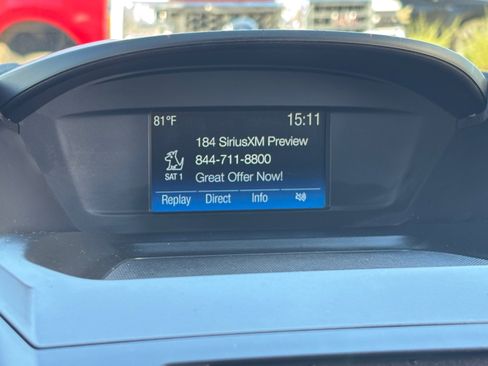 81°F 15:11
184 SiriusXM Preview
844-711-8800
SAT 1 Great Offer Now!
Replay Direct Info